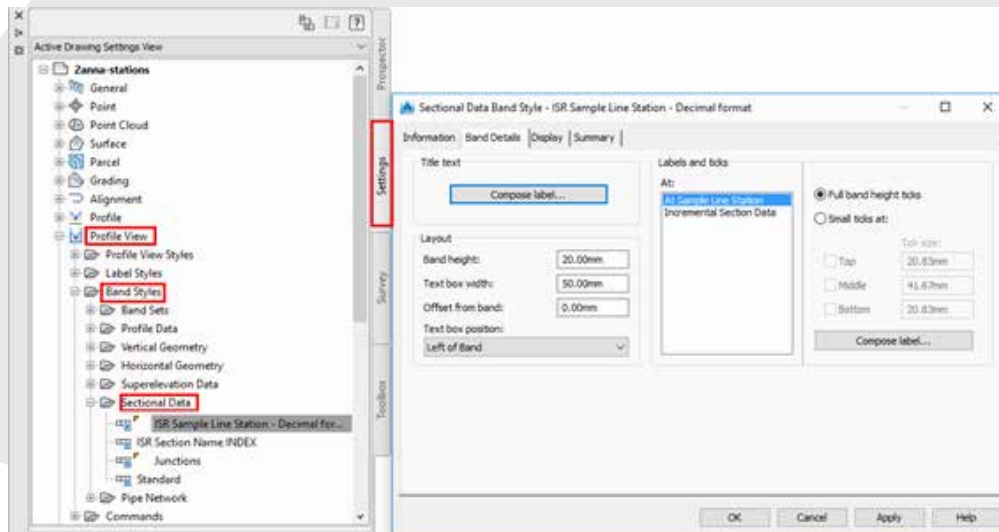 Active Drawing Settings View
2anna-stations
General
Point
Point Cloud
Surface
Parcel
Grading
Alignment
Profile
Profile View
Profile View Styles
Label Styles
Band Styles
Band Sets
Profile Data
Vertical Geometry
Horizontal Geometry
Superelevation Data
Sectional Data
ISR Sample Line Station - Decimal for...
ISR Section Name INDEX
Junctions
Standard
Pipe Network
Commands
Prospector
Settings
Survey
Toolbox
Sectional Data Band Style - ISR Sample Line Station - Decimal format
Information
Band Details
Display
Summary
Title text
Compose label...
Layout
Band height:
20.00mm
Text box width:
50.00mm
Offset from band:
0.00mm
Text box position:
Left of Band
Labels and ticks
At:
At Sample Line Station
Incremental Section Data
Full band height ticks
Small ticks at:
Tick size:
Top
20.83mm
Middle
41.67mm
Bottom
20.83mm
Compose label...
OK
Cancel
Apply
Help